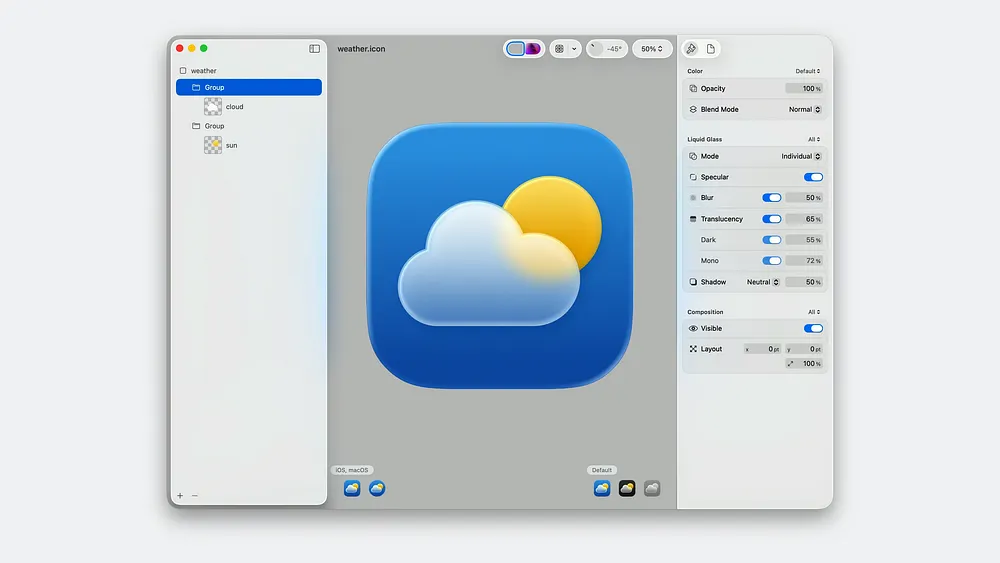 weather
Group
cloud
Group
sun
+ −
weather.icon
-45°
50%
iOS, macOS
Default
Color Default
Opacity 100 %
Blend Mode Normal
Liquid Glass All
Mode Individual
Specular
Blur 50 %
Translucency 65 %
Dark 55 %
Mono 72 %
Shadow Neutral 50 %
Composition All
Visible
Layout x 0 pt y 0 pt
100 %